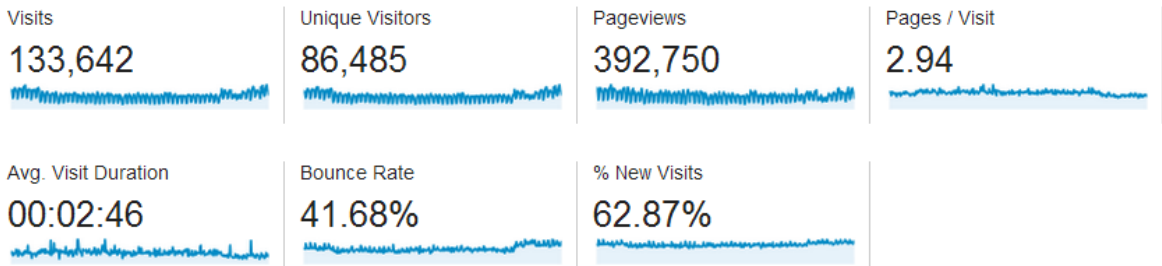 Visits
133,642
Unique Visitors
86,485
Pageviews
392,750
Pages / Visit
2.94
Avg. Visit Duration
00:02:46
Bounce Rate
41.68%
% New Visits
62.87%